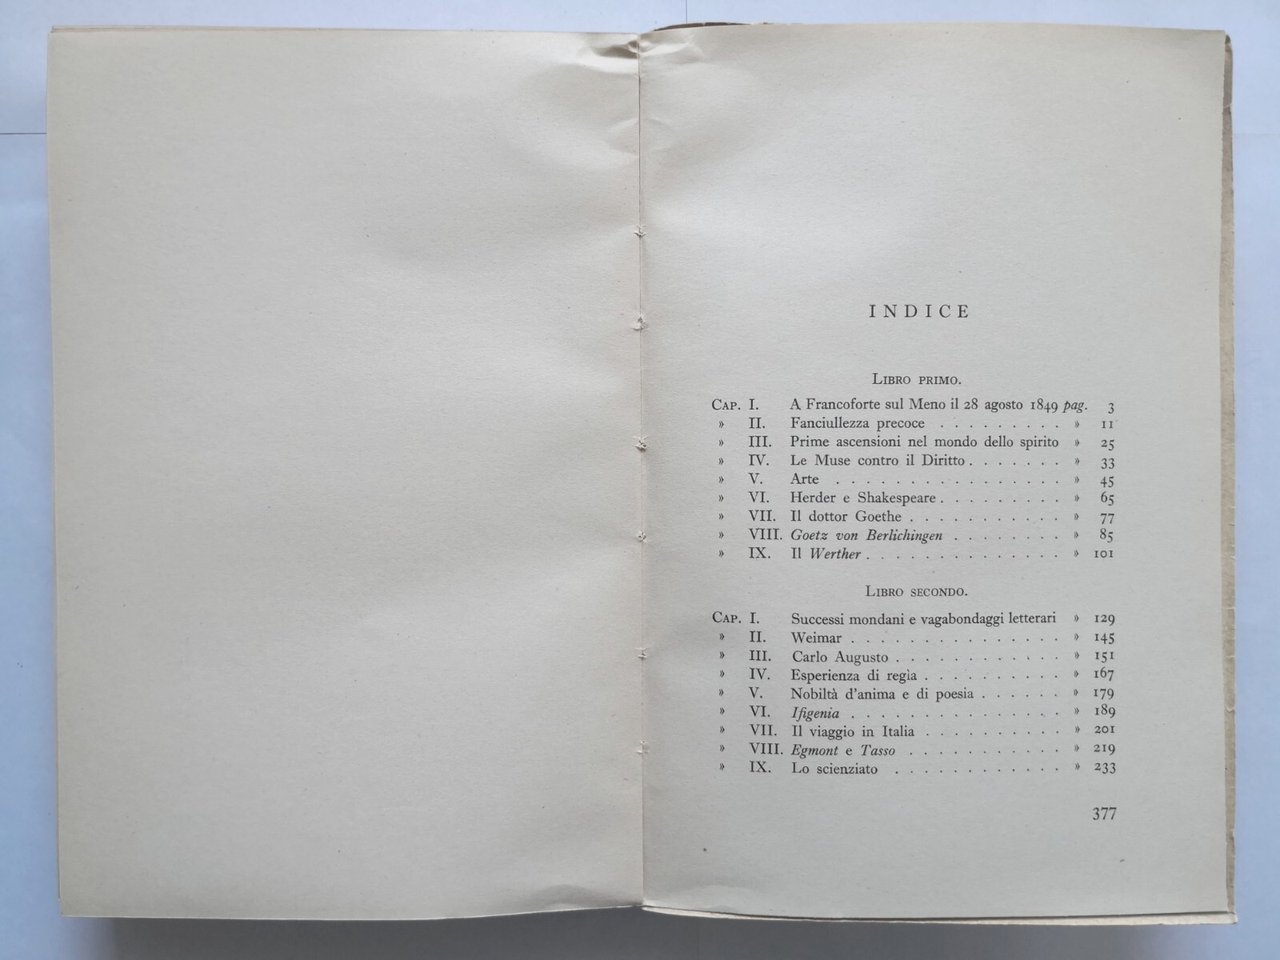 INDICE
LIBRO PRIMO.
CAP. I. A Francoforte sul Meno il 28 agosto 1849 pag. 3
» II. Fanciullezza precoce . . . . . . . . . » 11
» III. Prime ascensioni nel mondo dello spirito » 25
» IV. Le Muse contro il Diritto . . . . . . . » 33
» V. Arte . . . . . . . . . . . . . . . . » 45
» VI. Herder e Shakespeare . . . . . . . . . » 65
» VII. Il dottor Goethe . . . . . . . . . . . » 77
» VIII. Goetz von Berlichingen . . . . . . . . » 85
» IX. Il Werther . . . . . . . . . . . . . . » 101
LIBRO SECONDO.
CAP. I. Successi mondani e vagabondaggi letterari » 129
» II. Weimar . . . . . . . . . . . . . . . » 145
» III. Carlo Augusto . . . . . . . . . . . . » 151
» IV. Esperienza di regìa . . . . . . . . . . » 167
» V. Nobiltà d'anima e di poesia . . . . . . » 179
» VI. Ifigenia . . . . . . . . . . . . . . . » 189
» VII. Il viaggio in Italia . . . . . . . . . . » 201
» VIII. Egmont e Tasso . . . . . . . . . . . » 219
» IX. Lo scienziato . . . . . . . . . . . . » 233
377